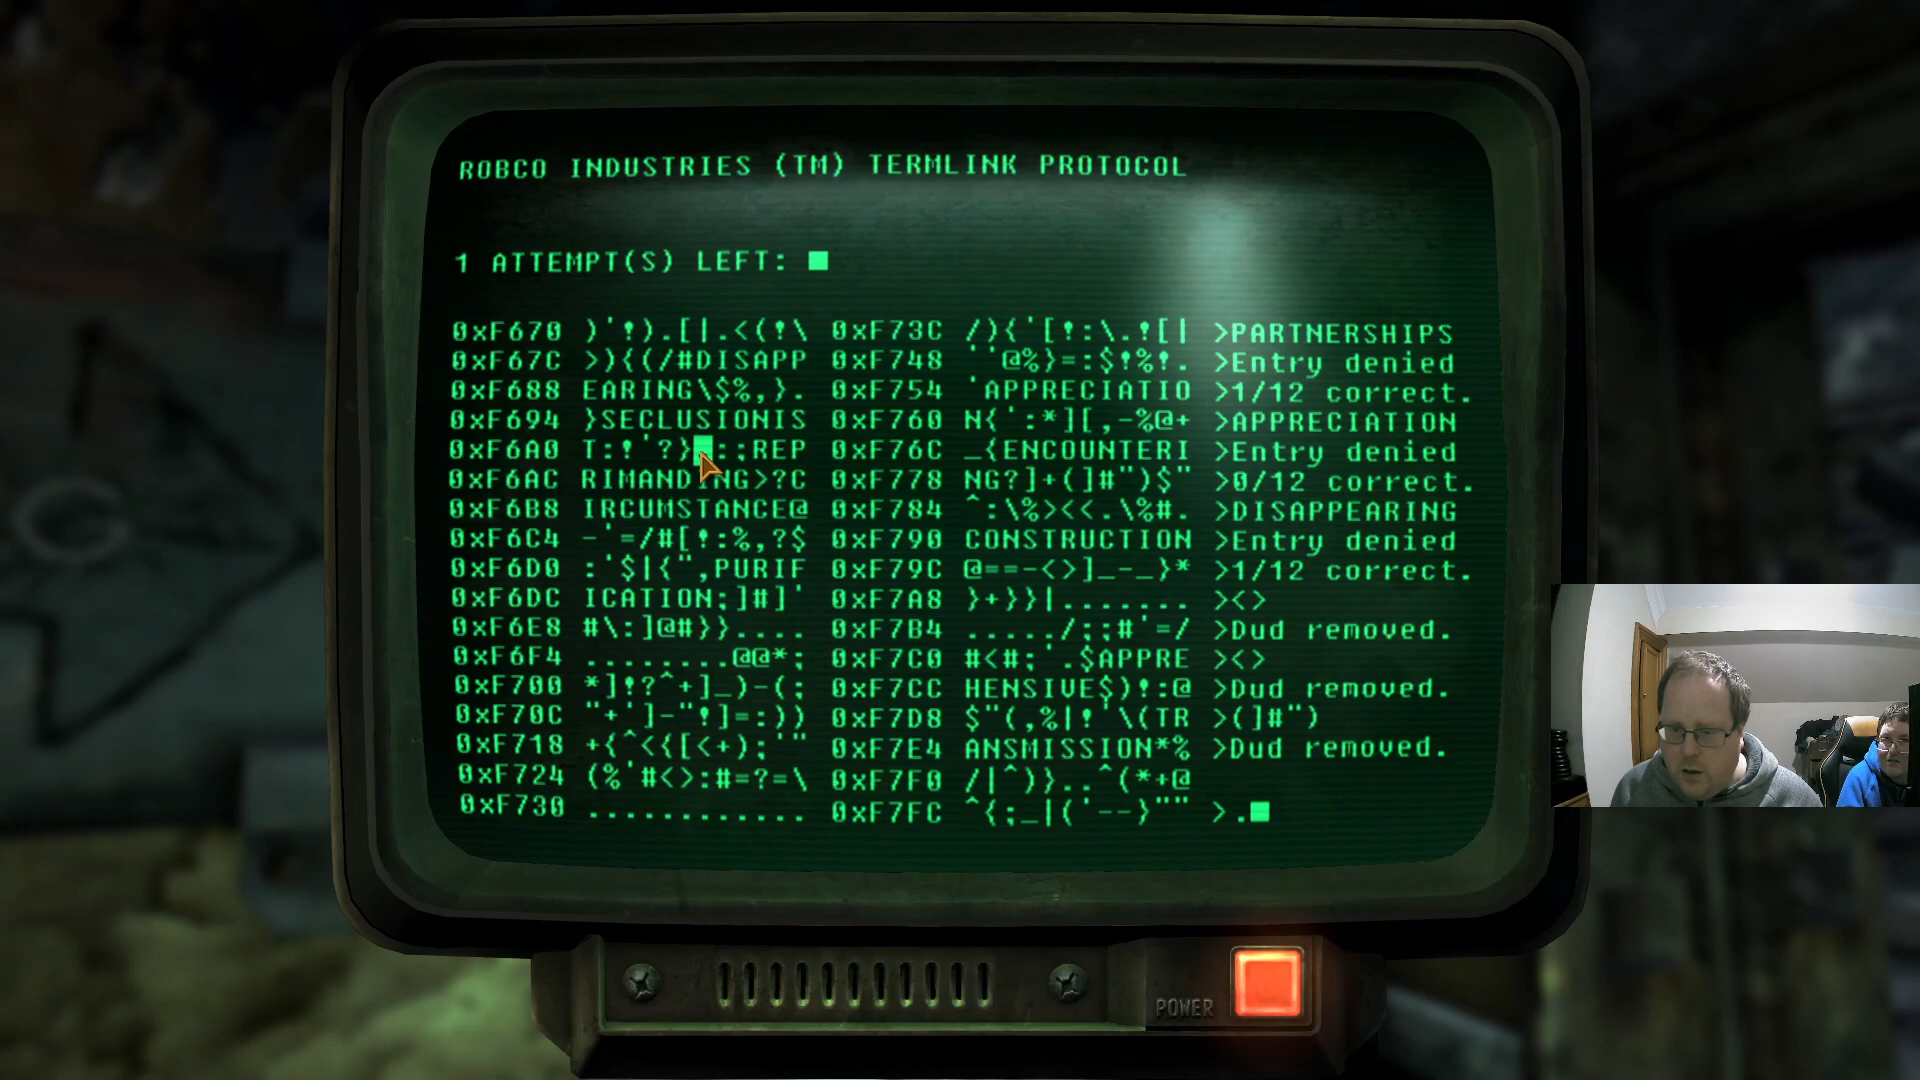 ROBCO INDUSTRIES (TM) TERMLINK PROTOCOL
1 ATTEMPT(S) LEFT:
0xF670 )'!).[|.<(!\ 0xF73C /){'[!:\.![| >PARTNERSHIPS
0xF67C >){(/#DISAPP 0xF748 ''@%}=:$!%!. >Entry denied
0xF688 EARING\$%,}. 0xF754 'APPRECIATIO >1/12 correct.
0xF694 }SECLUSIONIS 0xF760 N{':*][,-%@+ >APPRECIATION
0xF6A0 T:!'?} :;REP 0xF76C _{ENCOUNTERI >Entry denied
0xF6AC RIMANDING>?C 0xF778 NG?]+(]#")$" >0/12 correct.
0xF6B8 IRCUMSTANCE@ 0xF784 ^:\%><<.\%#. >DISAPPEARING
0xF6C4 -'=/#[!:%,?$ 0xF790 CONSTRUCTION >Entry denied
0xF6D0 :'$|{",PURIF 0xF79C @==-<>]_-_}* >1/12 correct.
0xF6DC ICATION;]#]' 0xF7A8 }+}}|....... ><>
0xF6E8 #\:]@#}}.... 0xF7B4 ...../;;#'=/ >Dud removed.
0xF6F4 ........@@*; 0xF7C0 #<#;'.$APPRE ><>
0xF700 *]!?^+]_)-(; 0xF7CC HENSIVE$)!:@ >Dud removed.
0xF70C "+']-"!]=:)) 0xF7D8 $"(,%|!'\(TR >(]#")
0xF718 +{^<{[<+);'" 0xF7E4 ANSMISSION*% >Dud removed.
0xF724 (%'#<>:#=?=\ 0xF7F0 /|^)}..^(*+@
0xF730 ............ 0xF7FC ^{;_|('--}"" >.
POWER